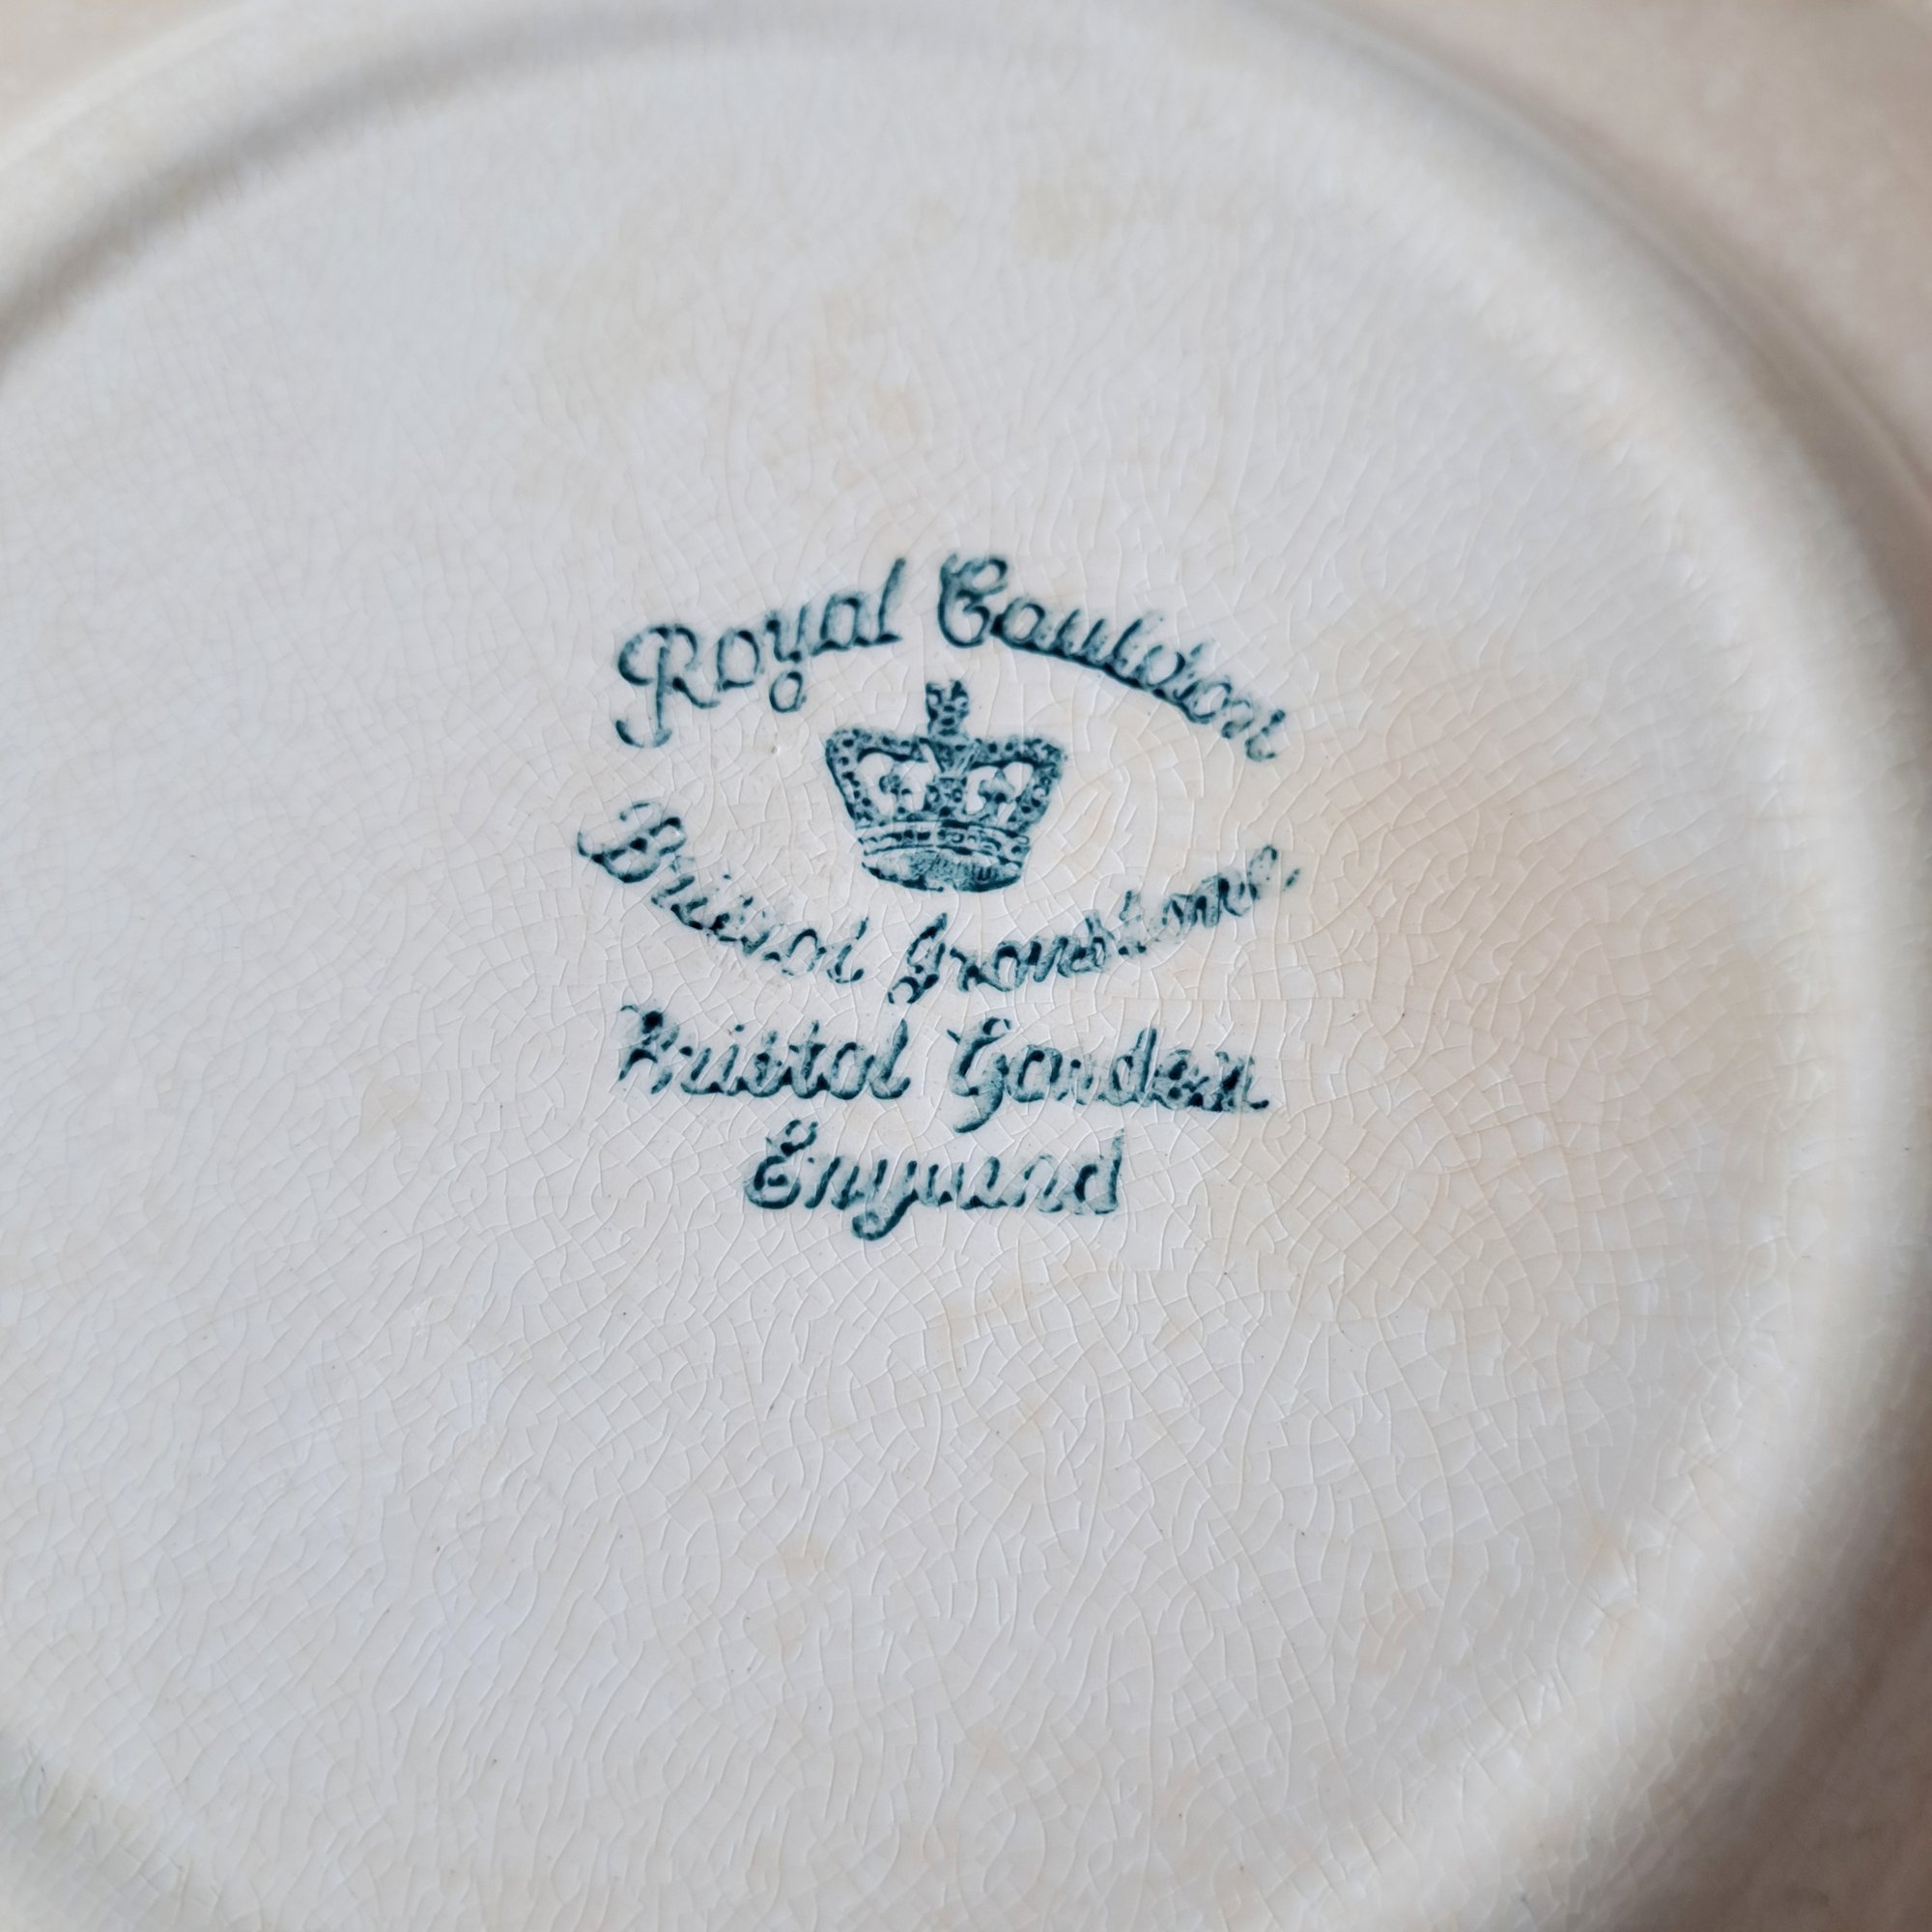 Royal Cauldon
Bristol Ironstone
Bristol Garden
England